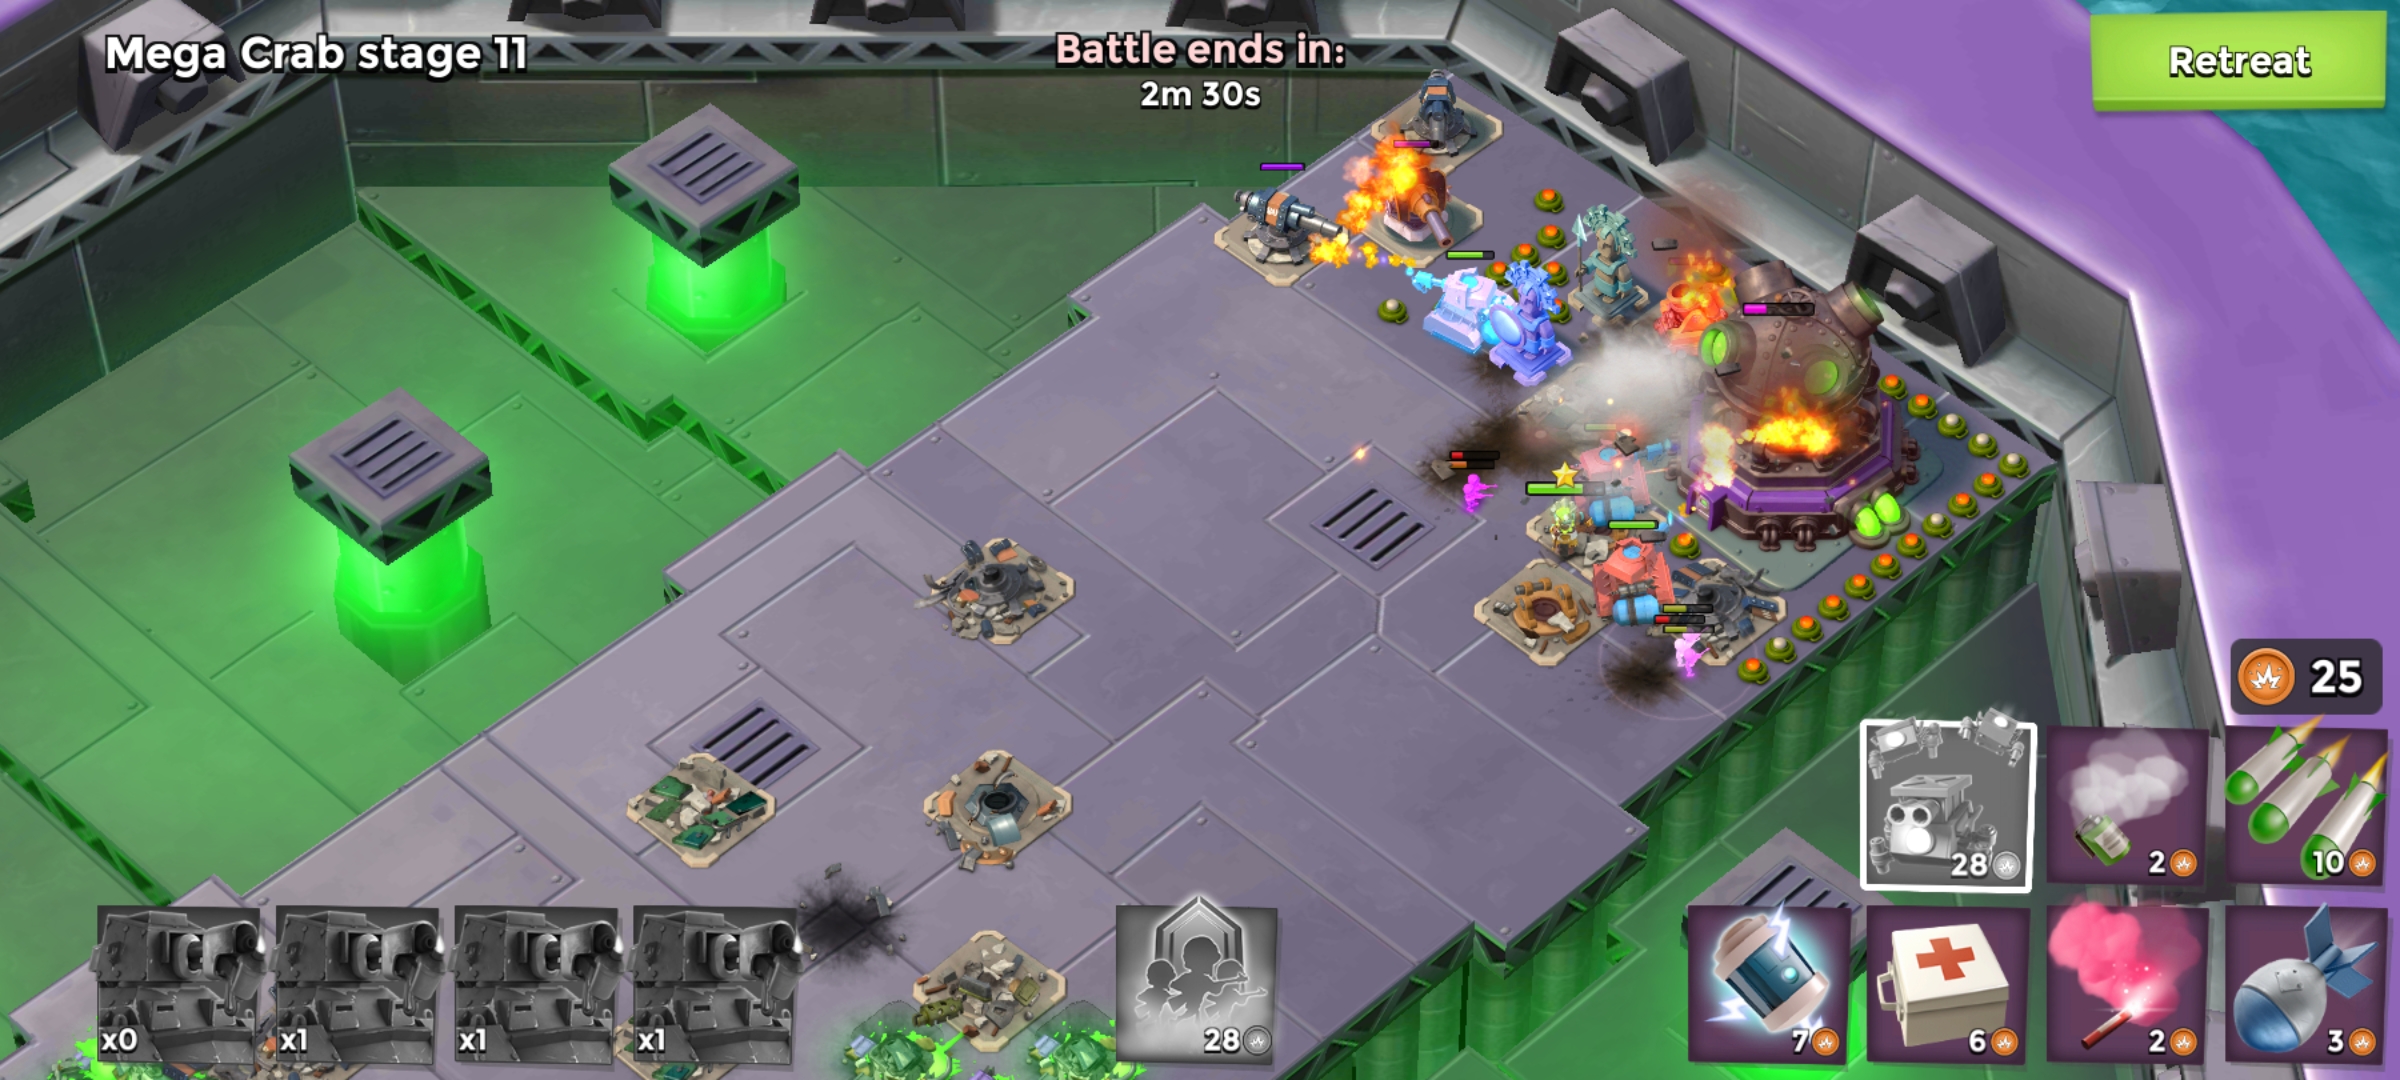 Mega Crab stage 11
Battle ends in:
2m 30s
Retreat
25
28
2
10
x0
x1
x1
x1
28
7
6
2
3